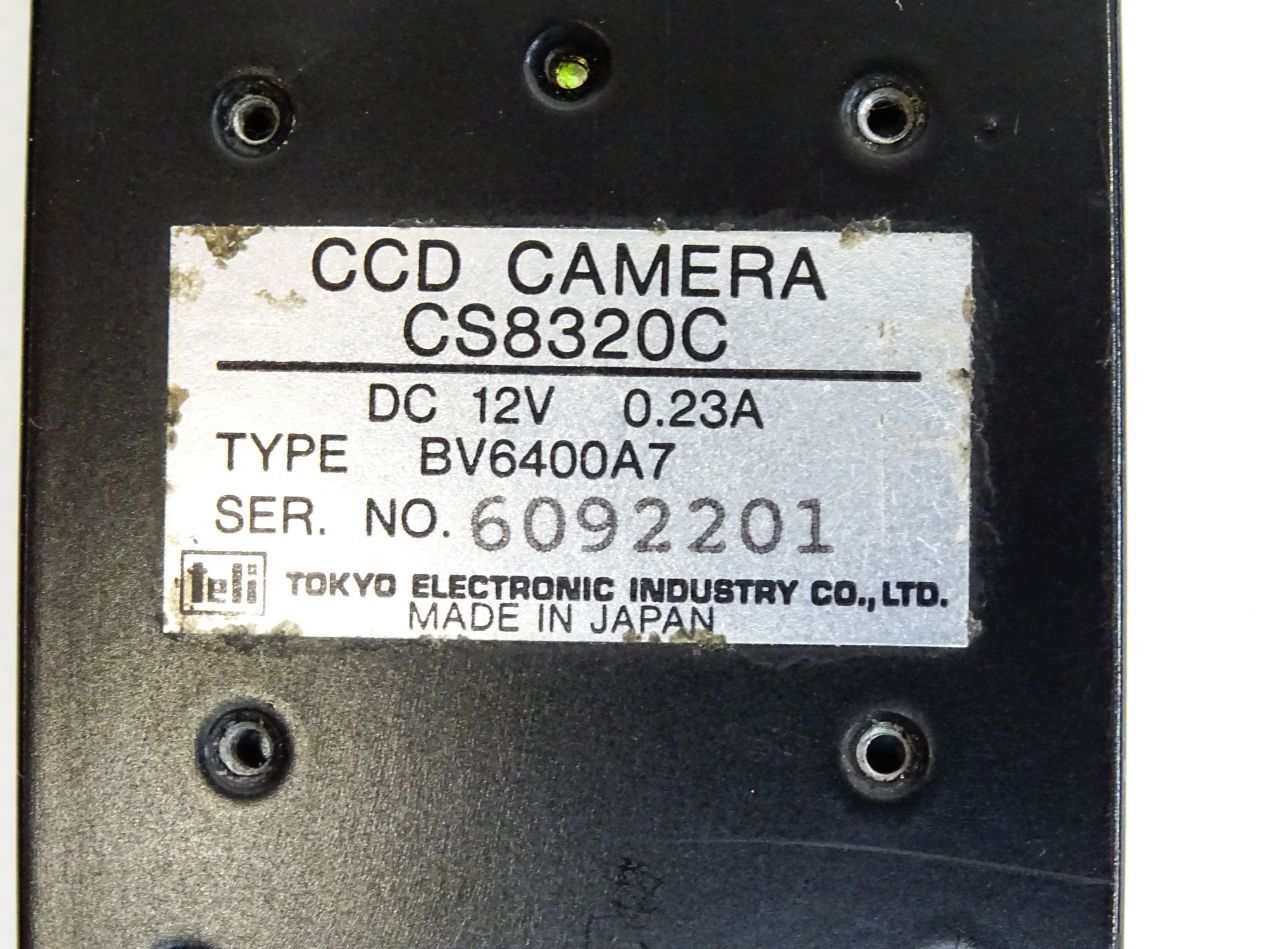 CCD CAMERA
CS8320C
DC 12V 0.23A
TYPE BV6400A7
SER. NO. 6092201
teli TOKYO ELECTRONIC INDUSTRY CO., LTD.
MADE IN JAPAN